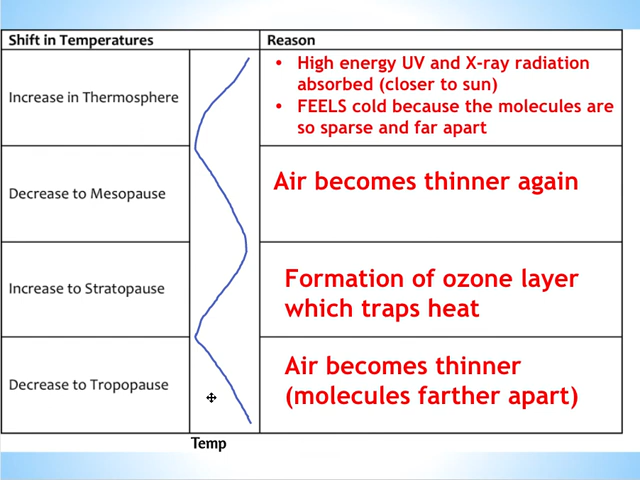 Shift in Temperatures
Reason
Increase in Thermosphere
• High energy UV and X-ray radiation
absorbed (closer to sun)
• FEELS cold because the molecules are
so sparse and far apart
Decrease to Mesopause
Air becomes thinner again
Increase to Stratopause
Formation of ozone layer
which traps heat
Decrease to Tropopause
Air becomes thinner
(molecules farther apart)
Temp